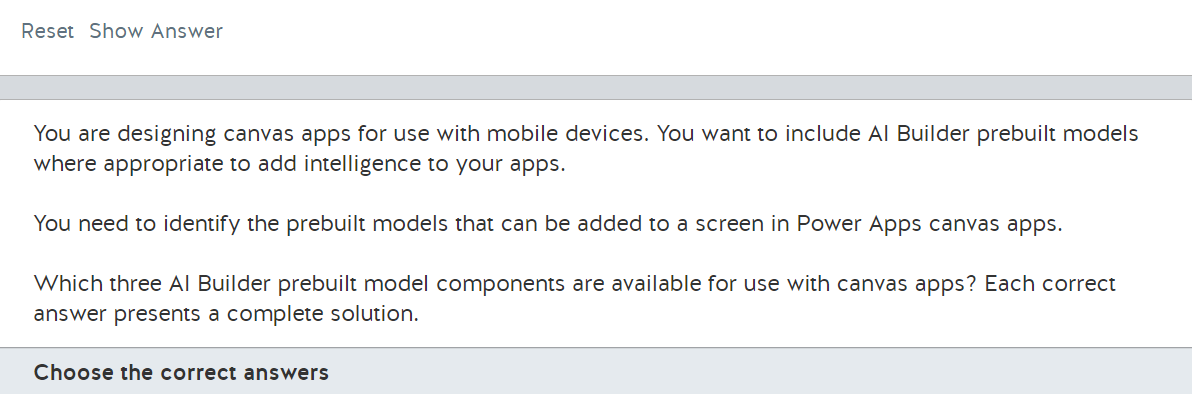 Reset Show Answer
You are designing canvas apps for use with mobile devices. You want to include AI Builder prebuilt models
where appropriate to add intelligence to your apps.
You need to identify the prebuilt models that can be added to a screen in Power Apps canvas apps.
Which three AI Builder prebuilt model components are available for use with canvas apps? Each correct
answer presents a complete solution.
Choose the correct answers